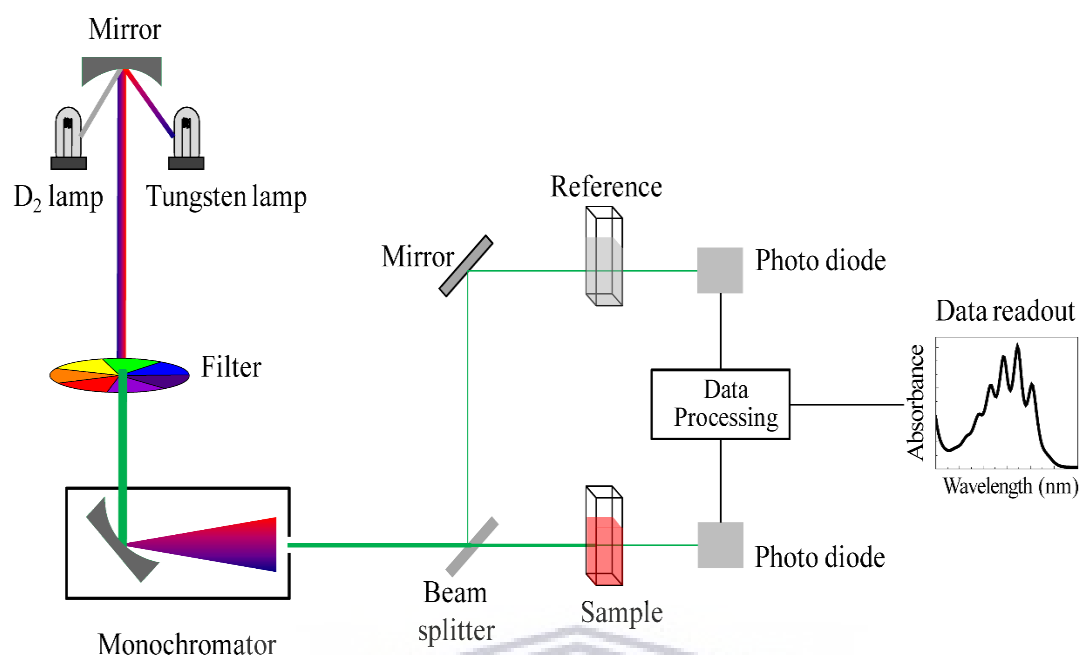 Mirror
D₂ lamp
Tungsten lamp
Filter
Monochromator
Mirror
Beam
splitter
Reference
Sample
Photo diode
Photo diode
Data
Processing
Data readout
Absorbance
Wavelength (nm)